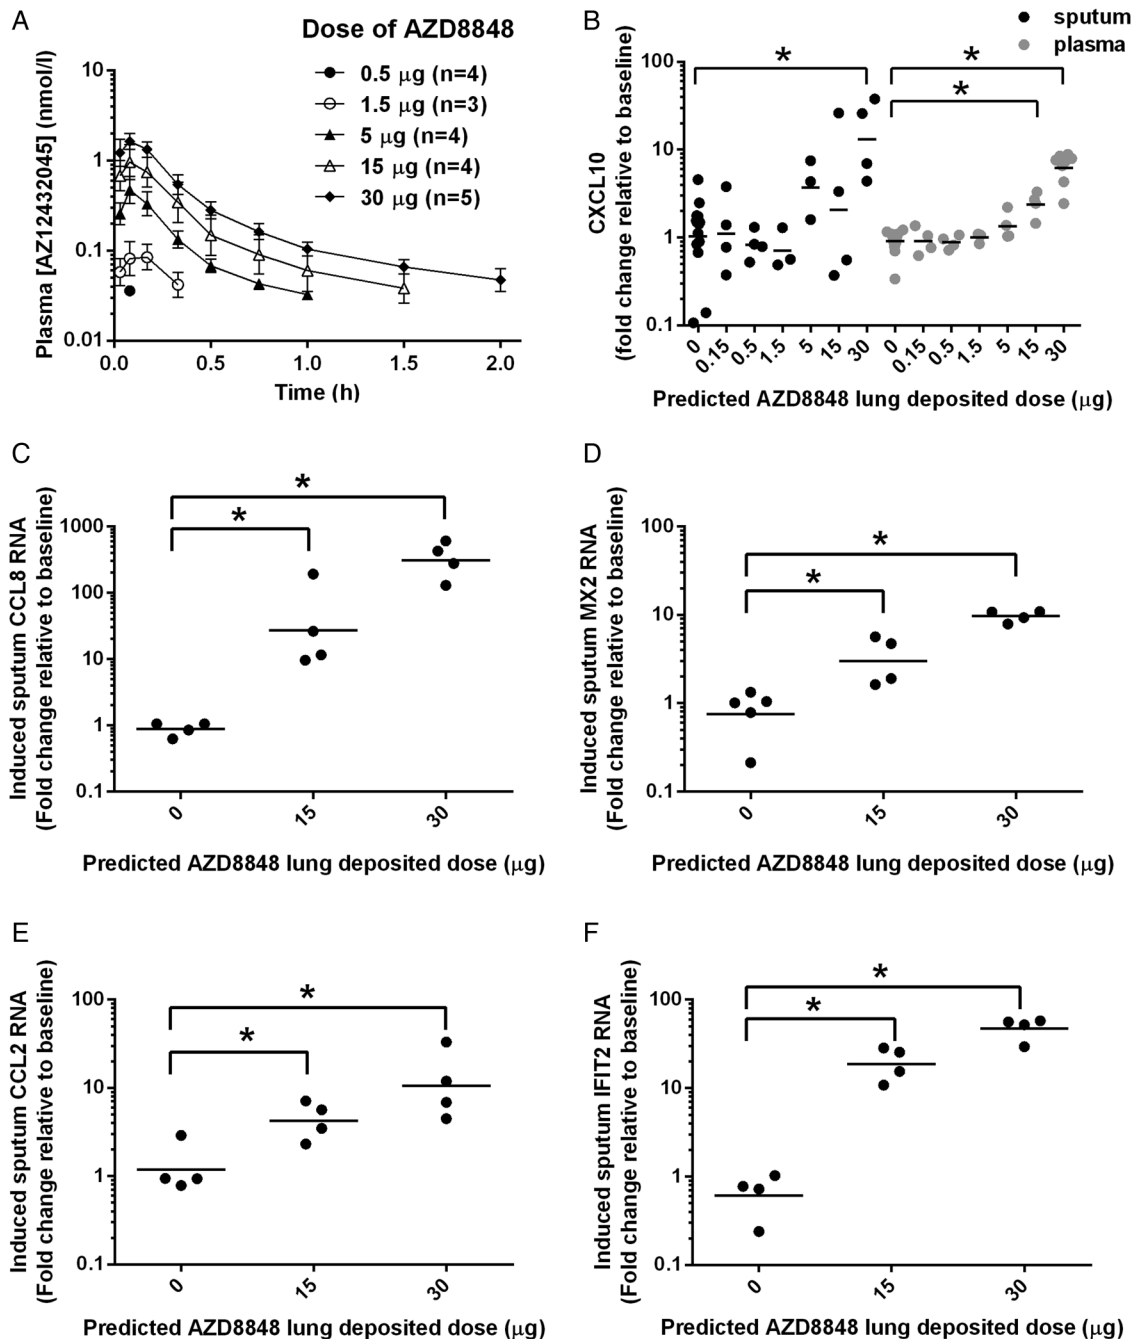 A
Dose of AZD8848
0.5 μg (n=4)
1.5 μg (n=3)
5 μg (n=4)
15 μg (n=4)
30 μg (n=5)
Plasma [AZ12432045] (nmol/l)
10
1
0.1
0.01
0.0 0.5 1.0 1.5 2.0
Time (h)
B
sputum
plasma
CXCL10
(fold change relative to baseline)
100
10
1
0.1
* * *
0 0.15 0.5 1.5 5 15 30 0 0.15 0.5 1.5 5 15 30
Predicted AZD8848 lung deposited dose (μg)
C
Induced sputum CCL8 RNA
(Fold change relative to baseline)
1000
100
10
1
0.1
* *
0 15 30
Predicted AZD8848 lung deposited dose (μg)
D
Induced sputum MX2 RNA
(Fold change relative to baseline)
100
10
1
0.1
* *
0 15 30
Predicted AZD8848 lung deposited dose (μg)
E
Induced sputum CCL2 RNA
(Fold change relative to baseline)
100
10
1
0.1
* *
0 15 30
Predicted AZD8848 lung deposited dose (μg)
F
Induced sputum IFIT2 RNA
(Fold change relative to baseline)
100
10
1
0.1
* *
0 15 30
Predicted AZD8848 lung deposited dose (μg)